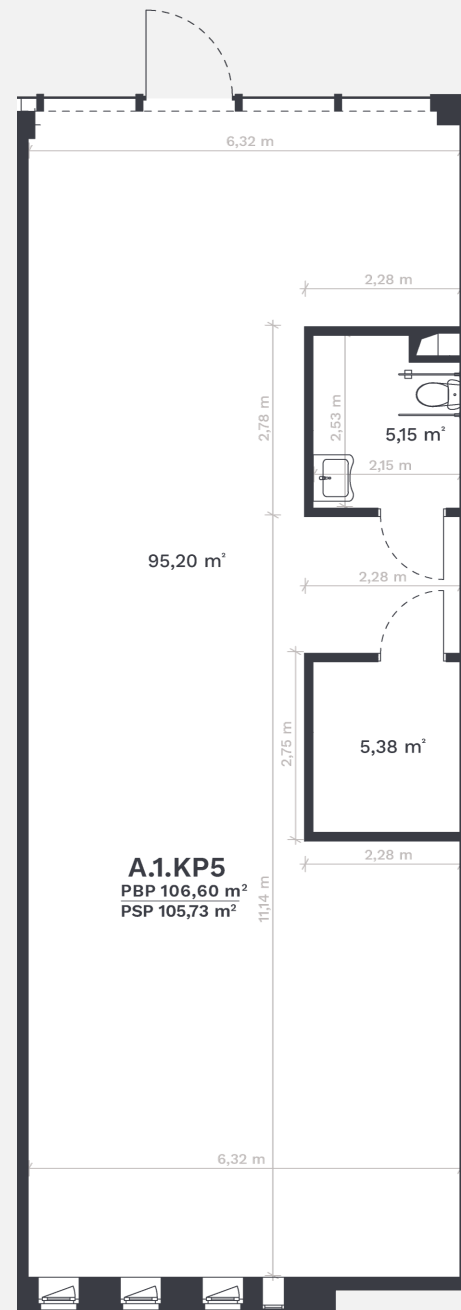 6,32 m
2,28 m
2,78 m
2,53 m
5,15 m²
2,15 m
95,20 m²
2,28 m
2,75 m
5,38 m²
2,28 m
A.1.KP5
PBP 106,60 m²
PSP 105,73 m²
11,14 m
6,32 m